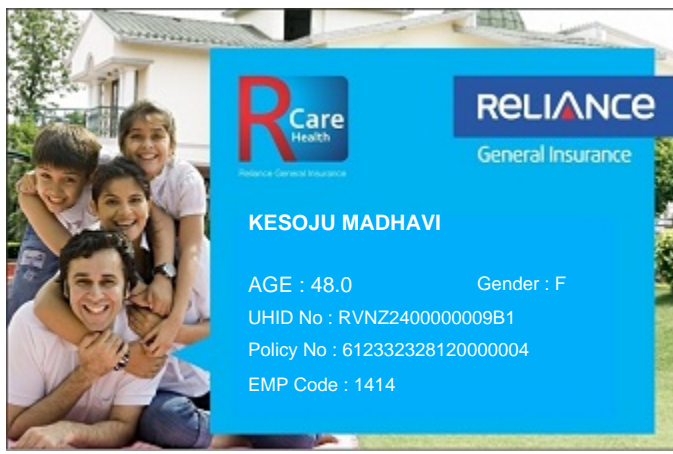 R Care
Health
Reliance General Insurance
RELIANCE
General Insurance
KESOJU MADHAVI
AGE : 48.0 Gender : F
UHID No : RVNZ2400000009B1
Policy No : 612332328120000004
EMP Code : 1414